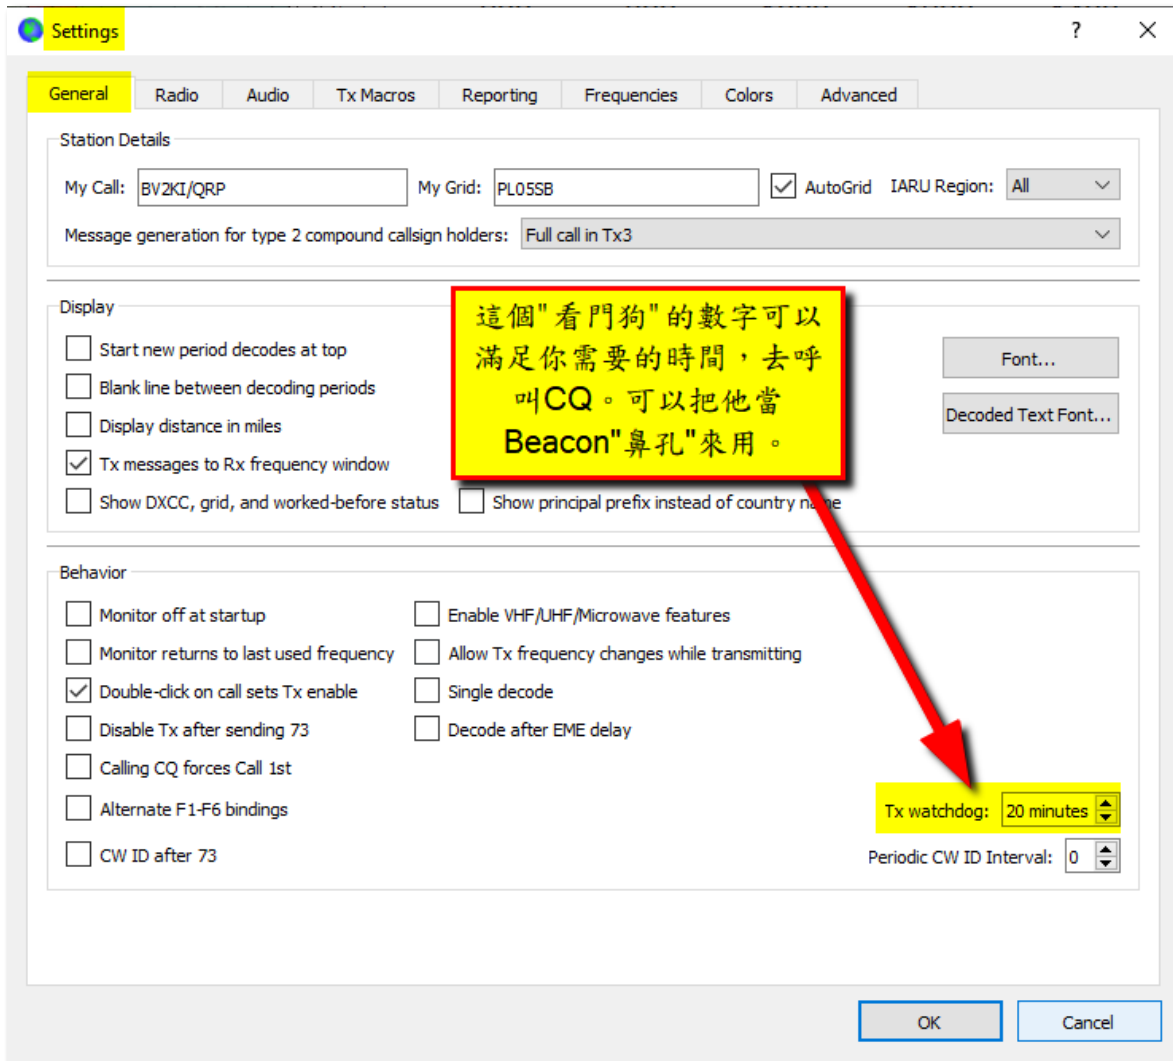 Settings
?
General Radio Audio Tx Macros Reporting Frequencies Colors Advanced
Station Details
My Call: BV2KI/QRP My Grid: PL05SB AutoGrid IARU Region: All
Message generation for type 2 compound callsign holders: Full call in Tx3
Display
Start new period decodes at top
Blank line between decoding periods
Display distance in miles
Tx messages to Rx frequency window
Show DXCC, grid, and worked-before status Show principal prefix instead of country name
Font...
Decoded Text Font...
這個"看門狗"的數字可以
滿足你需要的時間，去呼
叫CQ。可以把他當
Beacon"鼻孔"來用。
Behavior
Monitor off at startup Enable VHF/UHF/Microwave features
Monitor returns to last used frequency Allow Tx frequency changes while transmitting
Double-click on call sets Tx enable Single decode
Disable Tx after sending 73 Decode after EME delay
Calling CQ forces Call 1st
Alternate F1-F6 bindings Tx watchdog: 20 minutes
CW ID after 73 Periodic CW ID Interval: 0
OK Cancel